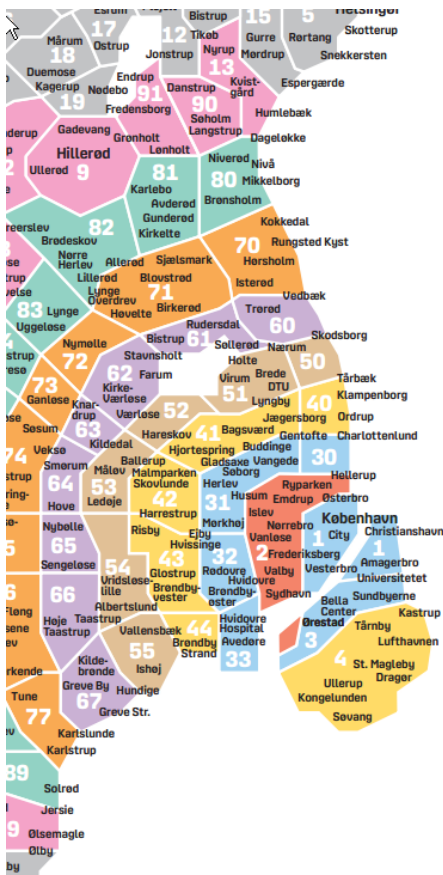 Esrum
Helsingør
Bistrup
15
5
Skotterup
17
12
Tikøb
Mårum
Ostrup
Nyrup
Gurre
Rørtang
18
Jonstrup
13
Mørdrup
Snekkersten
Duemose
Endrup
Kagerup
Nødebo
91
Danstrup
Kvist-
gård
Espergærde
19
Fredensborg
90
Gadevang
Søholm
Humlebæk
Grønholt
Langstrup
Hillerød
Lønholt
Dageløkke
Ullerød
9
81
Niverød
Nivå
Karlebo
80
Mikkelborg
Avderød
Brønsholm
Gunderød
82
Kirkelte
Kokkedal
Brødeskov
70
Rungsted Kyst
Nørre
Herlev
Allerød
Sjælsmark
Hørsholm
Lillerød
Blovstrød
Isterød
Lynge
Overdrev
71
Vedbæk
83
Lynge
Høvelte
Birkerød
Trørød
Uggeløse
Rudersdal
60
Nymølle
Bistrup
61
Søllerød
Skodsborg
72
Stavnsholt
Holte
Nærum
62
Farum
Virum
Brede
50
73
Kirke-
Værløse
51
DTU
Tårbæk
Ganløse
Knar-
drup
Værløse
52
Lyngby
40
Klampenborg
Søsum
63
Hareskov
41
Bagsværd
Jægersborg
Ordrup
74
Veksø
Kildedal
Hjortespring
Buddinge
Gentofte
Charlottenlund
Smørum
Måløv
Ballerup
Gladsaxe
Vangede
30
64
53
Malmparken
Søborg
Hellerup
Skovlunde
Herlev
Ryparken
Hove
Ledøje
42
31
Husum
Emdrup
Østerbro
Harrestrup
Islev
København
Nybølle
Risby
Mørkhøj
Nørrebro
1
City
Christianshavn
65
Ejby
Vanløse
1
Sengeløse
Hvissinge
32
2
Frederiksberg
Amagerbro
54
43
Rødovre
Valby
Vesterbro
Universitetet
66
Vridsløse-
lille
Glostrup
Hvidovre
Brøndby-
vester
Brøndby-
øster
Sydhavn
Bella
Center
Sundbyerne
Høje
Taastrup
Albertslund
Kastrup
Taastrup
Vallensbæk
44
Hvidovre
Hospital
Ørestad
Tårnby
55
Brøndby
Strand
Avedøre
3
Lufthavnen
Kilde-
brønde
Ishøj
33
4
St. Magleby
Greve By
Hundige
Ullerup
Dragør
Tune
67
Kongelunden
77
Greve Str.
Søvang
Karlslunde
Karlstrup
89
Solrød
Jersie
9
Ølsemagle
Ølby